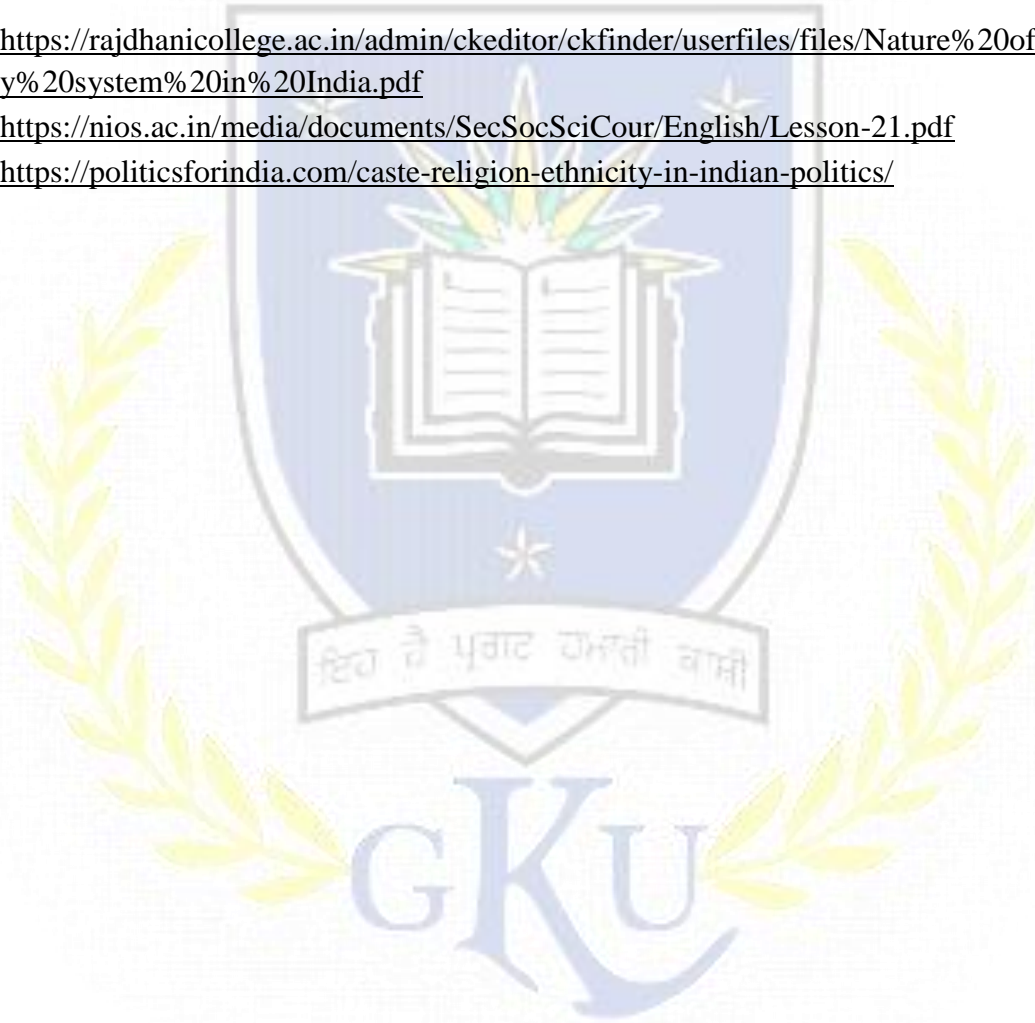 https://rajdhanicollege.ac.in/admin/ckeditor/ckfinder/userfiles/files/Nature%20of
y%20system%20in%20India.pdf
https://nios.ac.in/media/documents/SecSocSciCour/English/Lesson-21.pdf
https://politicsforindia.com/caste-religion-ethnicity-in-indian-politics/
ਇਹ ਹੈ ਪ੍ਰਗਟ ਹਮਾਰੀ ਕਾਸ਼ੀ
GKU